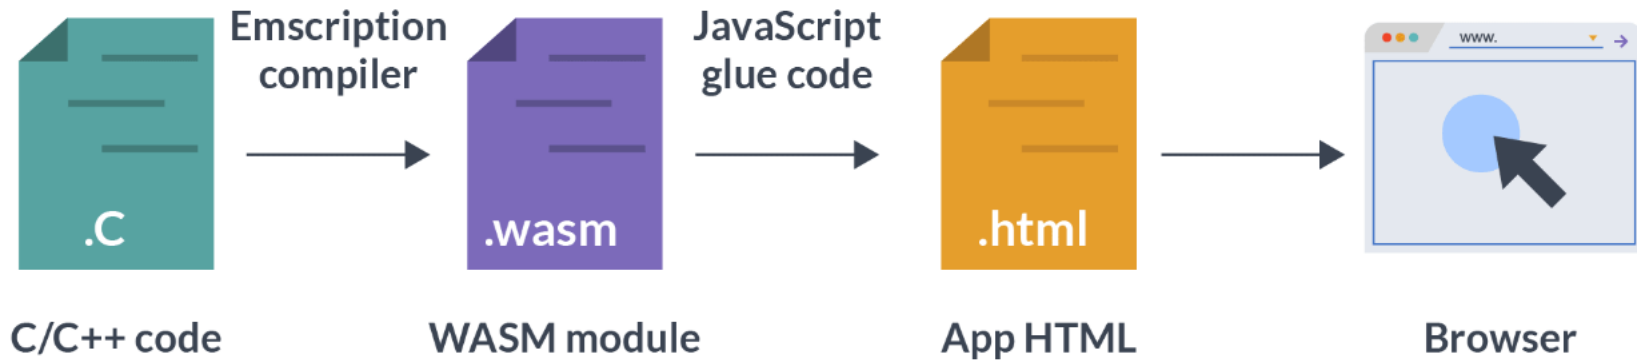 Emscription
compiler
JavaScript
glue code
www.
.C
.wasm
.html
C/C++ code
WASM module
App HTML
Browser